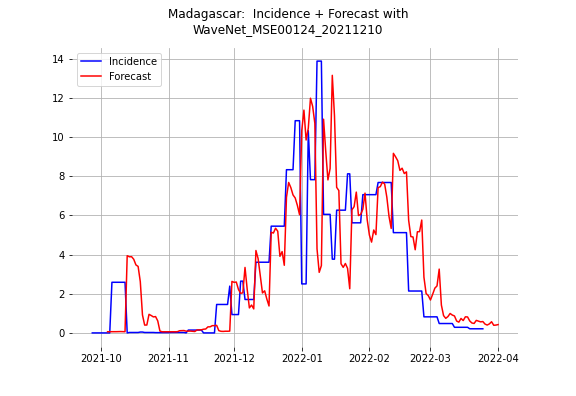 Madagascar:  Incidence + Forecast with
WaveNet_MSE00124_20211210
Incidence
Forecast
14
12
10
8
6
4
2
0
2021-10 2021-11 2021-12 2022-01 2022-02 2022-03 2022-04